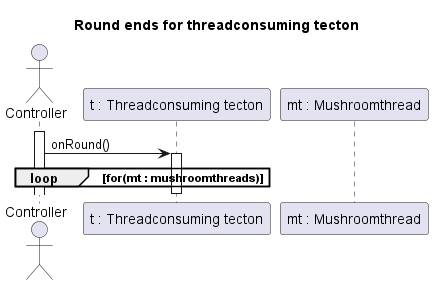 Round ends for threadconsuming tecton
Controller
t : Threadconsuming tecton
mt : Mushroomthread
onRound()
loop
[for(mt : mushroomthreads)]
Controller
t : Threadconsuming tecton
mt : Mushroomthread